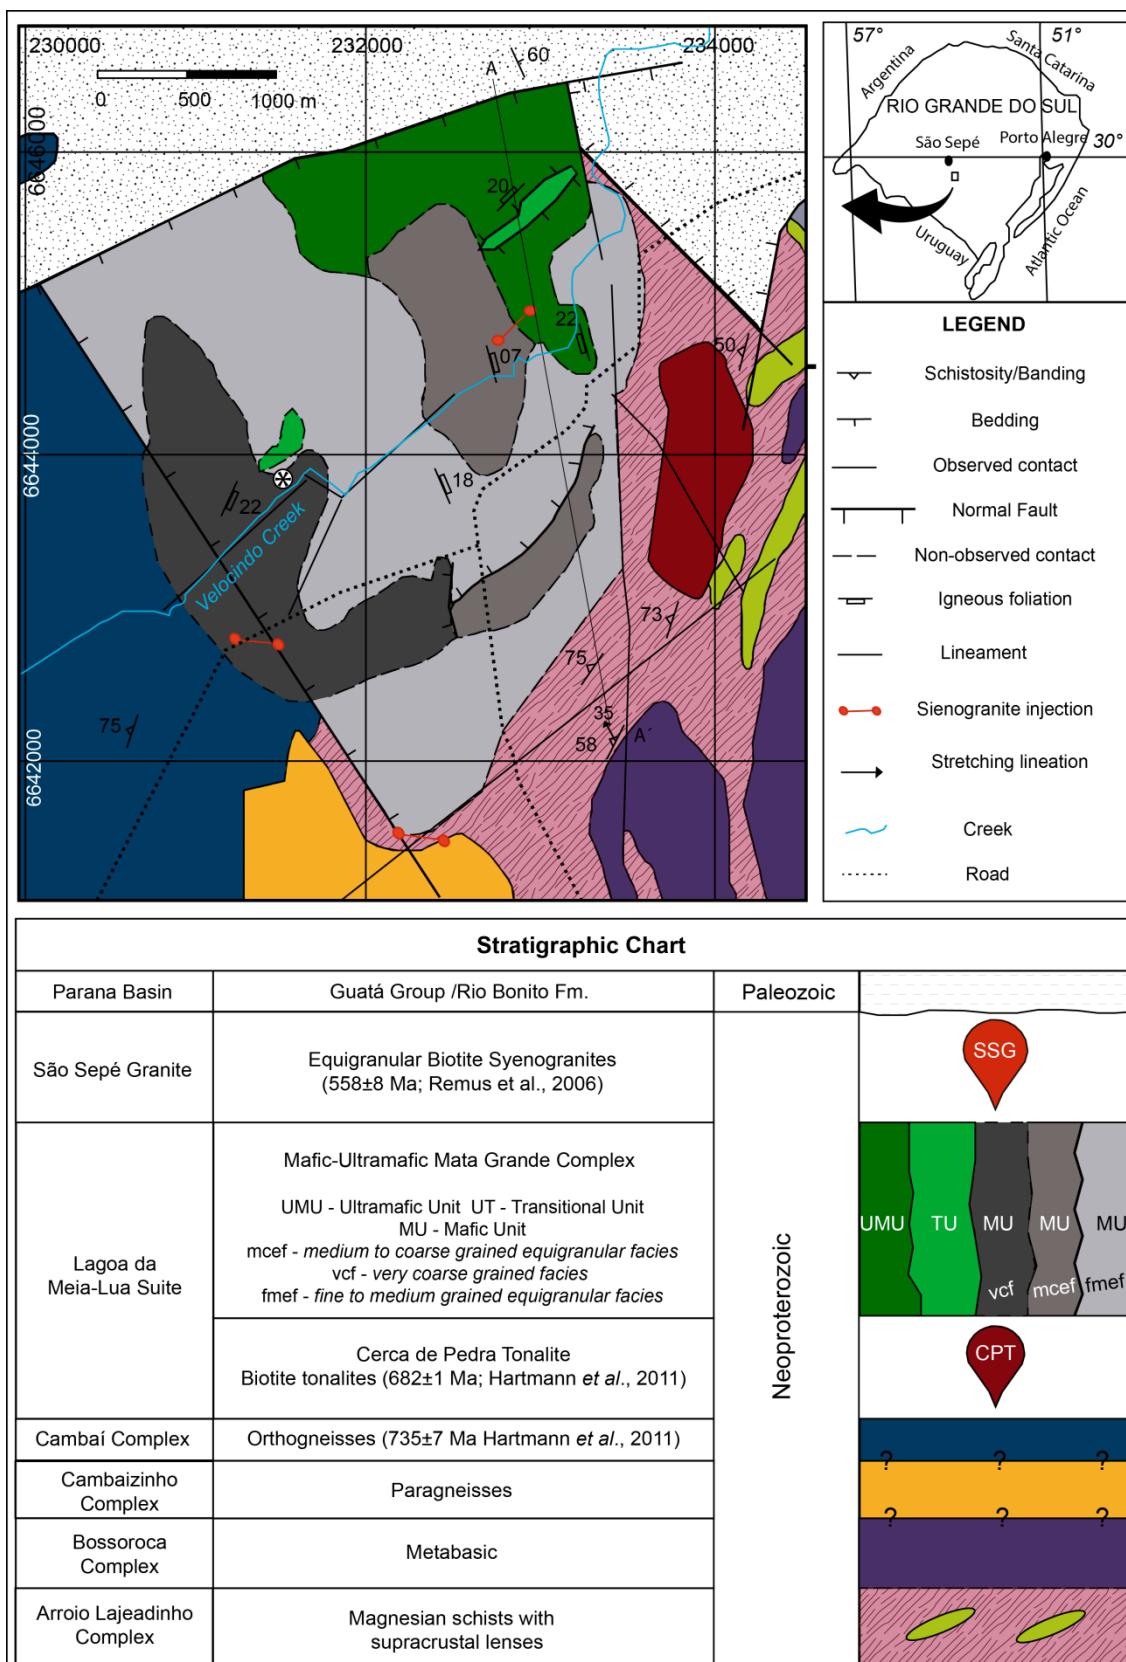 230000
232000
234000
A
60
0
500
1000 m
6646000
20
22
07
50
6644000
18
22
Velocindo Creek
73
75
75
35
58
A´
6642000
57°
51°
Argentina
Santa Catarina
RIO GRANDE DO SUL
São Sepé
Porto Alegre
30°
Uruguay
Atlantic Ocean
LEGEND
Schistosity/Banding
Bedding
Observed contact
Normal Fault
Non-observed contact
Igneous foliation
Lineament
Sienogranite injection
Stretching lineation
Creek
Road
Stratigraphic Chart
Parana Basin
Guatá Group /Rio Bonito Fm.
Paleozoic
São Sepé Granite
Equigranular Biotite Syenogranites
(558±8 Ma; Remus et al., 2006)
SSG
Neoproterozoic
Lagoa da
Meia-Lua Suite
Mafic-Ultramafic Mata Grande Complex
UMU - Ultramafic Unit UT - Transitional Unit
MU - Mafic Unit
mcef - medium to coarse grained equigranular facies
vcf - very coarse grained facies
fmef - fine to medium grained equigranular facies
UMU TU MU MU MU
vcf mcef fmef
Cerca de Pedra Tonalite
Biotite tonalites (682±1 Ma; Hartmann et al., 2011)
CPT
Cambaí Complex
Orthogneisses (735±7 Ma Hartmann et al., 2011)
? ? ?
Cambaizinho
Complex
Paragneisses
? ? ?
Bossoroca
Complex
Metabasic
Arroio Lajeadinho
Complex
Magnesian schists with
supracrustal lenses